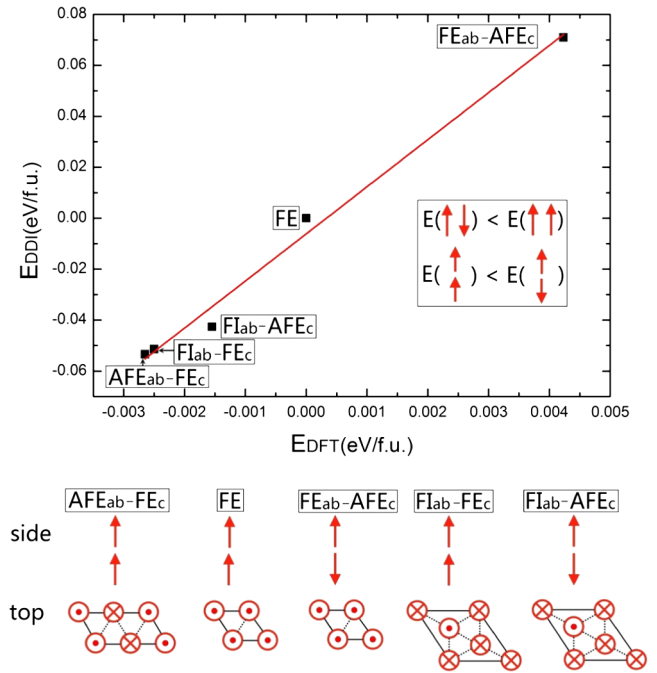 0.08
FEab-AFEc
0.06
0.04
0.02
E(↑↓) < E(↑↑)
0.00
FE
EDDI(eV/f.u.)
E( ) < E( )
-0.02
-0.04
FIab-AFEc
FIab-FEc
AFEab-FEc
-0.06
-0.003 -0.002 -0.001 0.000 0.001 0.002 0.003 0.004 0.005
EDFT(eV/f.u.)
AFEab-FEc FE FEab-AFEc FIab-FEc FIab-AFEc
side
top